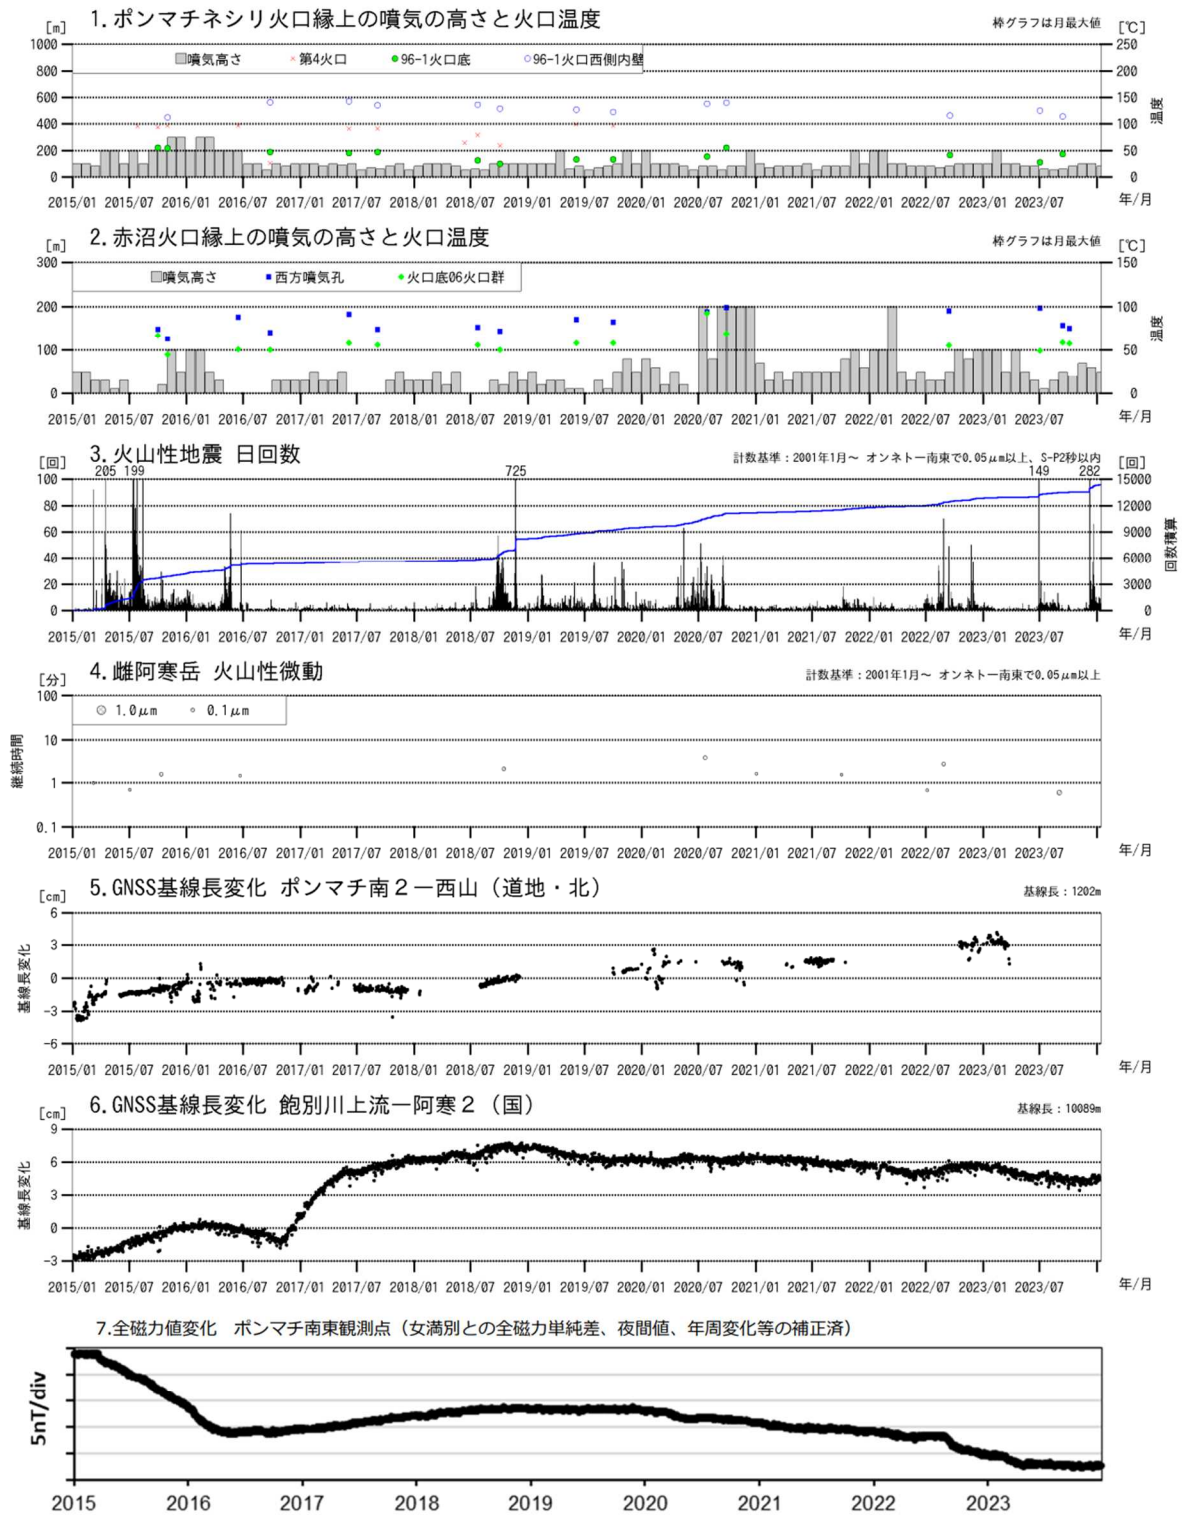 1.ポンマチネシリ火口縁上の噴気の高さと火口温度
棒グラフは月最大値
[m] [℃]
噴気高さ 第4火口 96-1火口底 96-1火口西側内壁
1000 800 600 400 200 0
250 200 150 100 50 0
温度
2015/01 2015/07 2016/01 2016/07 2017/01 2017/07 2018/01 2018/07 2019/01 2019/07 2020/01 2020/07 2021/01 2021/07 2022/01 2022/07 2023/01 2023/07 年/月
2.赤沼火口縁上の噴気の高さと火口温度
棒グラフは月最大値
[m] [℃]
噴気高さ 西方噴気孔 火口底06火口群
300 200 100 0
150 100 50 0
温度
2015/01 2015/07 2016/01 2016/07 2017/01 2017/07 2018/01 2018/07 2019/01 2019/07 2020/01 2020/07 2021/01 2021/07 2022/01 2022/07 2023/01 2023/07 年/月
3.火山性地震 日回数
計数基準：2001年1月～ オンネトー南東で0.05μm以上、S-P2秒以内
[回] [回]
205 199 725 149 282
100 80 60 40 20 0
15000 12000 9000 6000 3000 0
回数積算
2015/01 2015/07 2016/01 2016/07 2017/01 2017/07 2018/01 2018/07 2019/01 2019/07 2020/01 2020/07 2021/01 2021/07 2022/01 2022/07 2023/01 2023/07 年/月
4.雌阿寒岳 火山性微動
計数基準：2001年1月～ オンネトー南東で0.05μm以上
[分]
1.0μm 0.1μm
100 10 1 0.1
継続時間
2015/01 2015/07 2016/01 2016/07 2017/01 2017/07 2018/01 2018/07 2019/01 2019/07 2020/01 2020/07 2021/01 2021/07 2022/01 2022/07 2023/01 2023/07 年/月
5.GNSS基線長変化 ポンマチ南２－西山（道地・北）
基線長：1202m
[cm]
6 3 0 -3 -6
基線長変化
2015/01 2015/07 2016/01 2016/07 2017/01 2017/07 2018/01 2018/07 2019/01 2019/07 2020/01 2020/07 2021/01 2021/07 2022/01 2022/07 2023/01 2023/07 年/月
6.GNSS基線長変化 飽別川上流－阿寒２（国）
基線長：10089m
[cm]
9 6 3 0 -3
基線長変化
2015/01 2015/07 2016/01 2016/07 2017/01 2017/07 2018/01 2018/07 2019/01 2019/07 2020/01 2020/07 2021/01 2021/07 2022/01 2022/07 2023/01 2023/07 年/月
7.全磁力値変化　ポンマチ南東観測点（女満別との全磁力単純差、夜間値、年周変化等の補正済）
5nT/div
2015 2016 2017 2018 2019 2020 2021 2022 2023